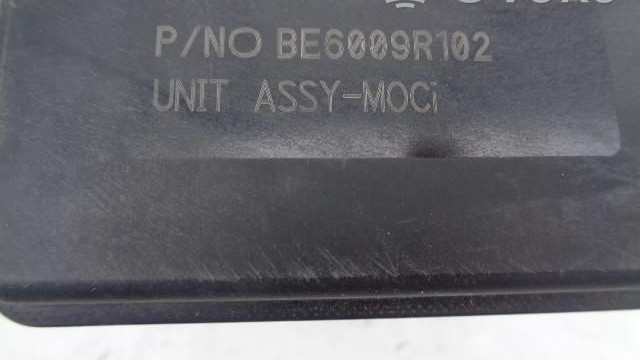 P/NO BE6009R102
UNIT ASSY-MOCi